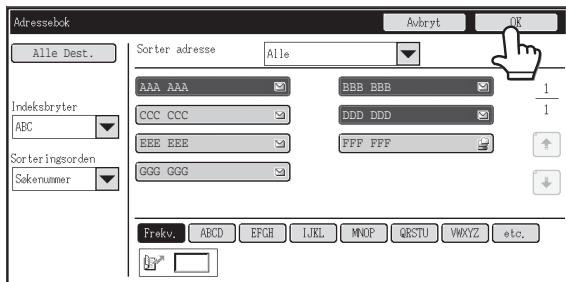 Adressebok
Avbryt
OK
Alle Dest.
Sorter adresse
Alle
Indeksbryter
ABC
Sorteringsorden
Søkenummer
AAA AAA
BBB BBB
CCC CCC
DDD DDD
EEE EEE
FFF FFF
GGG GGG
1
1
Frekv. ABCD EFGH IJKL MNOP QRSTU VWXYZ etc.